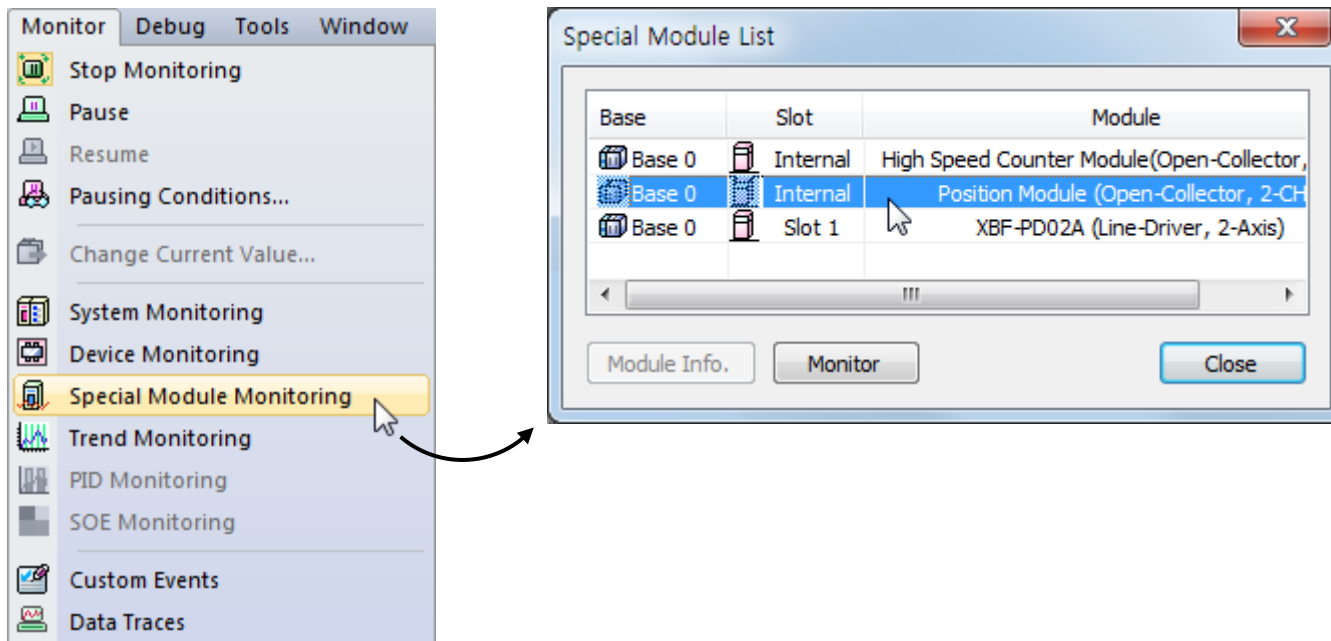 Monitor Debug Tools Window
Stop Monitoring
Pause
Resume
Pausing Conditions...
Change Current Value...
System Monitoring
Device Monitoring
Special Module Monitoring
Trend Monitoring
PID Monitoring
SOE Monitoring
Custom Events
Data Traces
Special Module List
Base Slot Module
Base 0 Internal High Speed Counter Module(Open-Collector,
Base 0 Internal Position Module (Open-Collector, 2-CH
Base 0 Slot 1 XBF-PD02A (Line-Driver, 2-Axis)
Module Info. Monitor Close